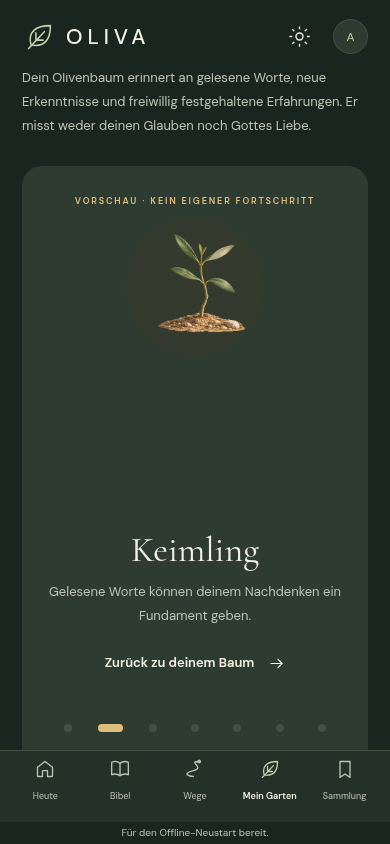 OLIVA
A
Dein Olivenbaum erinnert an gelesene Worte, neue
Erkenntnisse und freiwillig festgehaltene Erfahrungen. Er
misst weder deinen Glauben noch Gottes Liebe.
VORSCHAU · KEIN EIGENER FORTSCHRITT
Keimling
Gelesene Worte können deinem Nachdenken ein
Fundament geben.
Zurück zu deinem Baum →
Heute
Bibel
Wege
Mein Garten
Sammlung
Für den Offline-Neustart bereit.